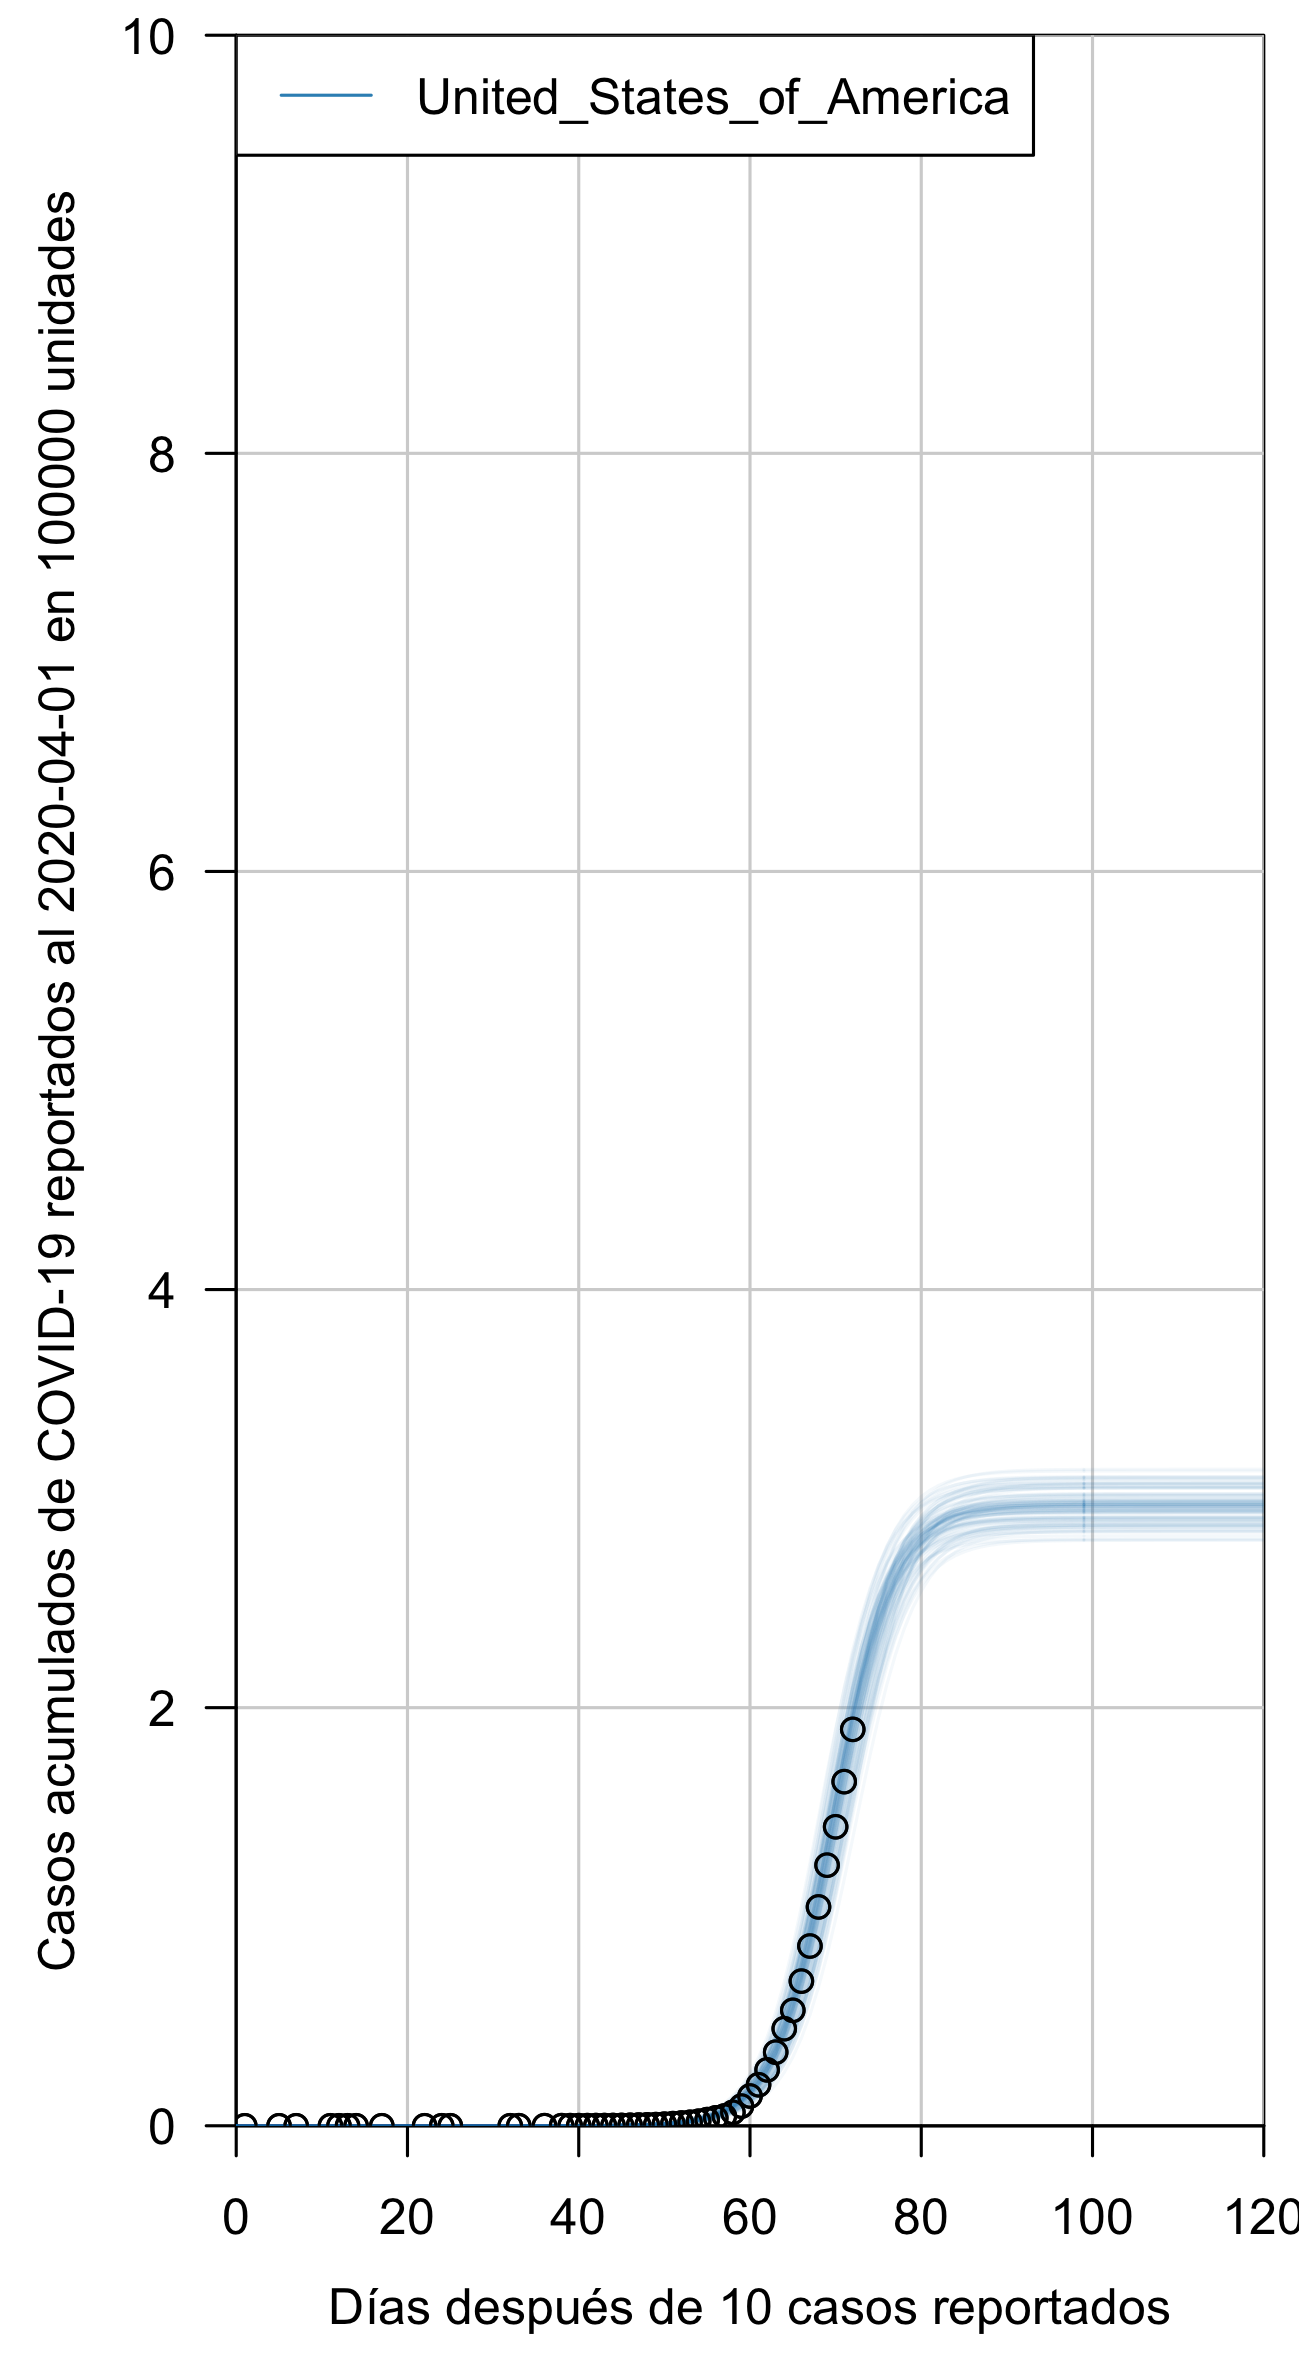 United_States_of_America
Casos acumulados de COVID-19 reportados al 2020-04-01 en 100000 unidades
10
8
6
4
2
0
0 20 40 60 80 100 120
Días después de 10 casos reportados